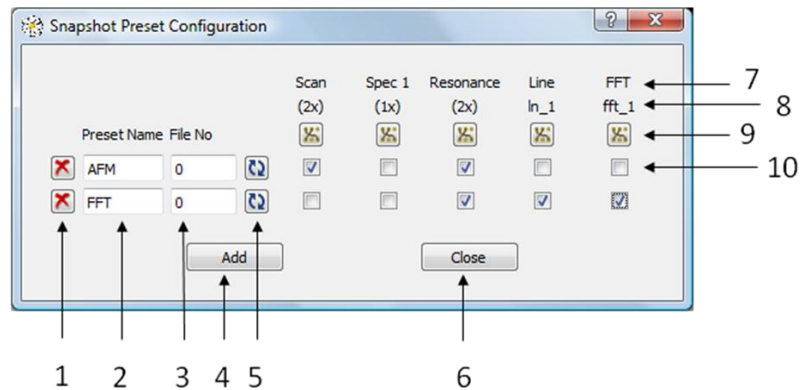 Snapshot Preset Configuration
Scan Spec 1 Resonance Line FFT 7
(2x) (1x) (2x) ln_1 fft_1 8
Preset Name File No 9
AFM 0 10
FFT 0
Add Close
1 2 3 4 5 6